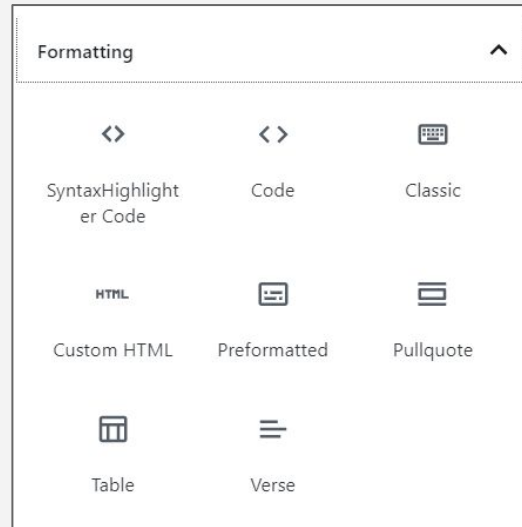 Formatting
SyntaxHighlight
er Code
Code
Classic
HTML
Custom HTML
Preformatted
Pullquote
Table
Verse